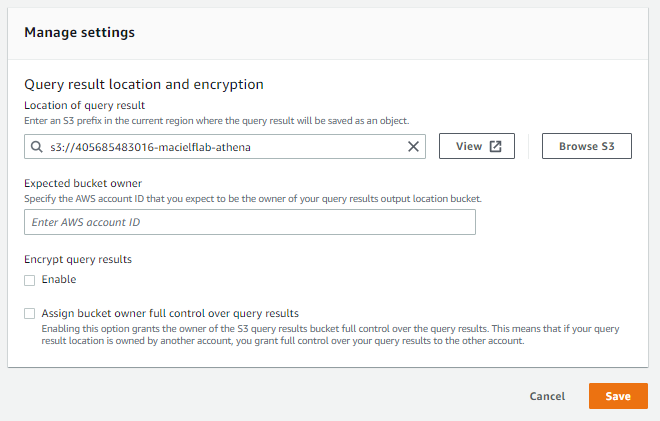 Manage settings
Query result location and encryption
Location of query result
Enter an S3 prefix in the current region where the query result will be saved as an object.
s3://405685483016-macielflab-athena
View
Browse S3
Expected bucket owner
Specify the AWS account ID that you expect to be the owner of your query results output location bucket.
Enter AWS account ID
Encrypt query results
Enable
Assign bucket owner full control over query results
Enabling this option grants the owner of the S3 query results bucket full control over the query results. This means that if your query
result location is owned by another account, you grant full control over your query results to the other account.
Cancel
Save